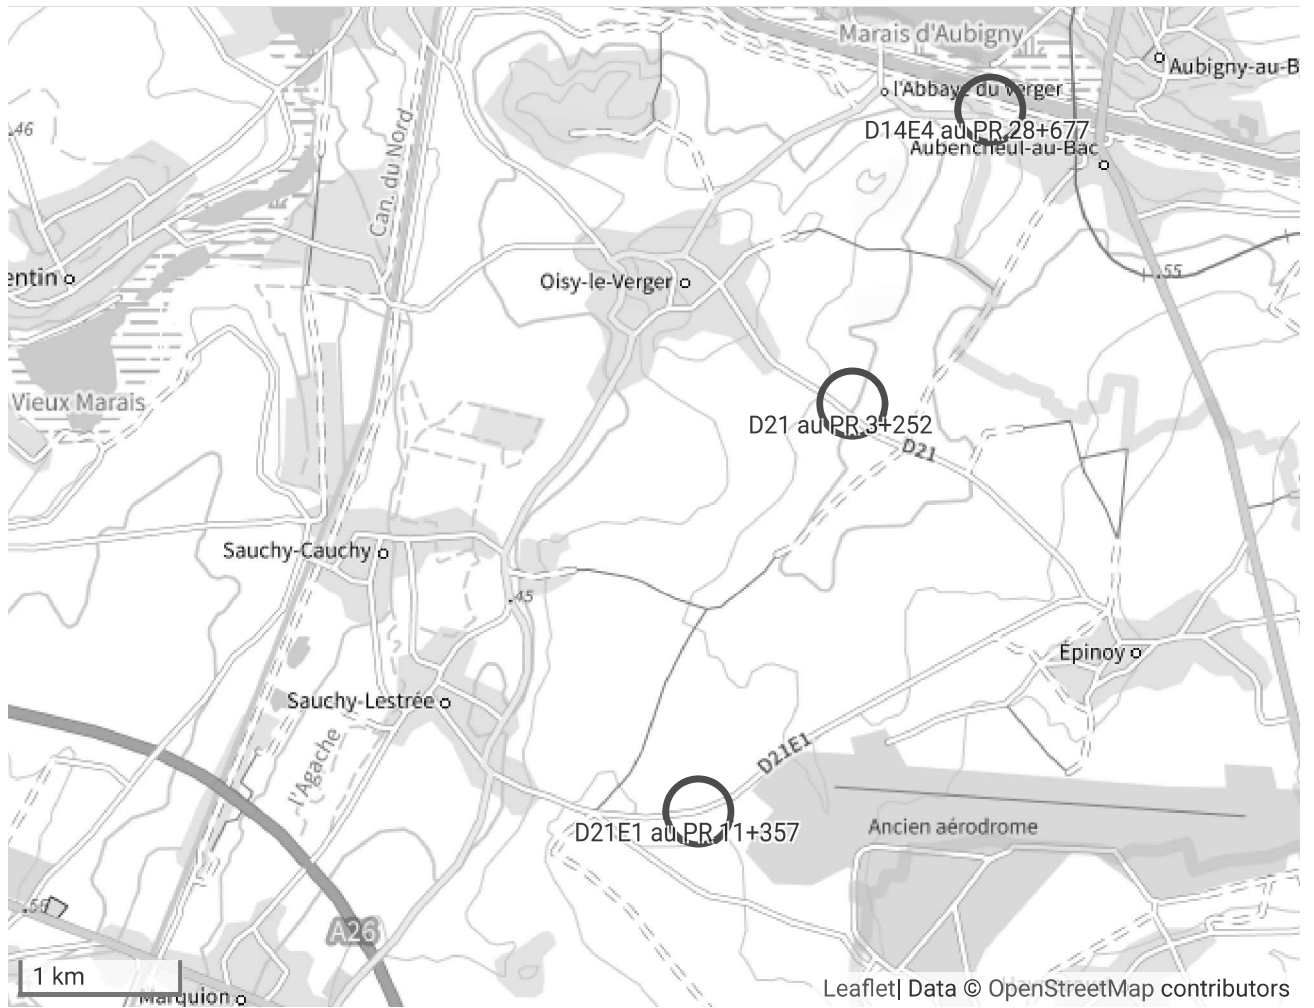 Marais d'Aubigny
Aubigny-au-B
l'Abbaye du Verger
.46
D14E4 au PR 28+677
Aubencheul-au-Bac
Can. du Nord
entin
Oisy-le-Verger
.55
Vieux Marais
D21 au PR 3+252
D21
Sauchy-Cauchy
.45
Épinoy
Sauchy-Lestrée
l'Agache
D21E1
D21E1 au PR 11+357
Ancien aérodrome
A26
1 km
Marquion
Leaflet| Data © OpenStreetMap contributors